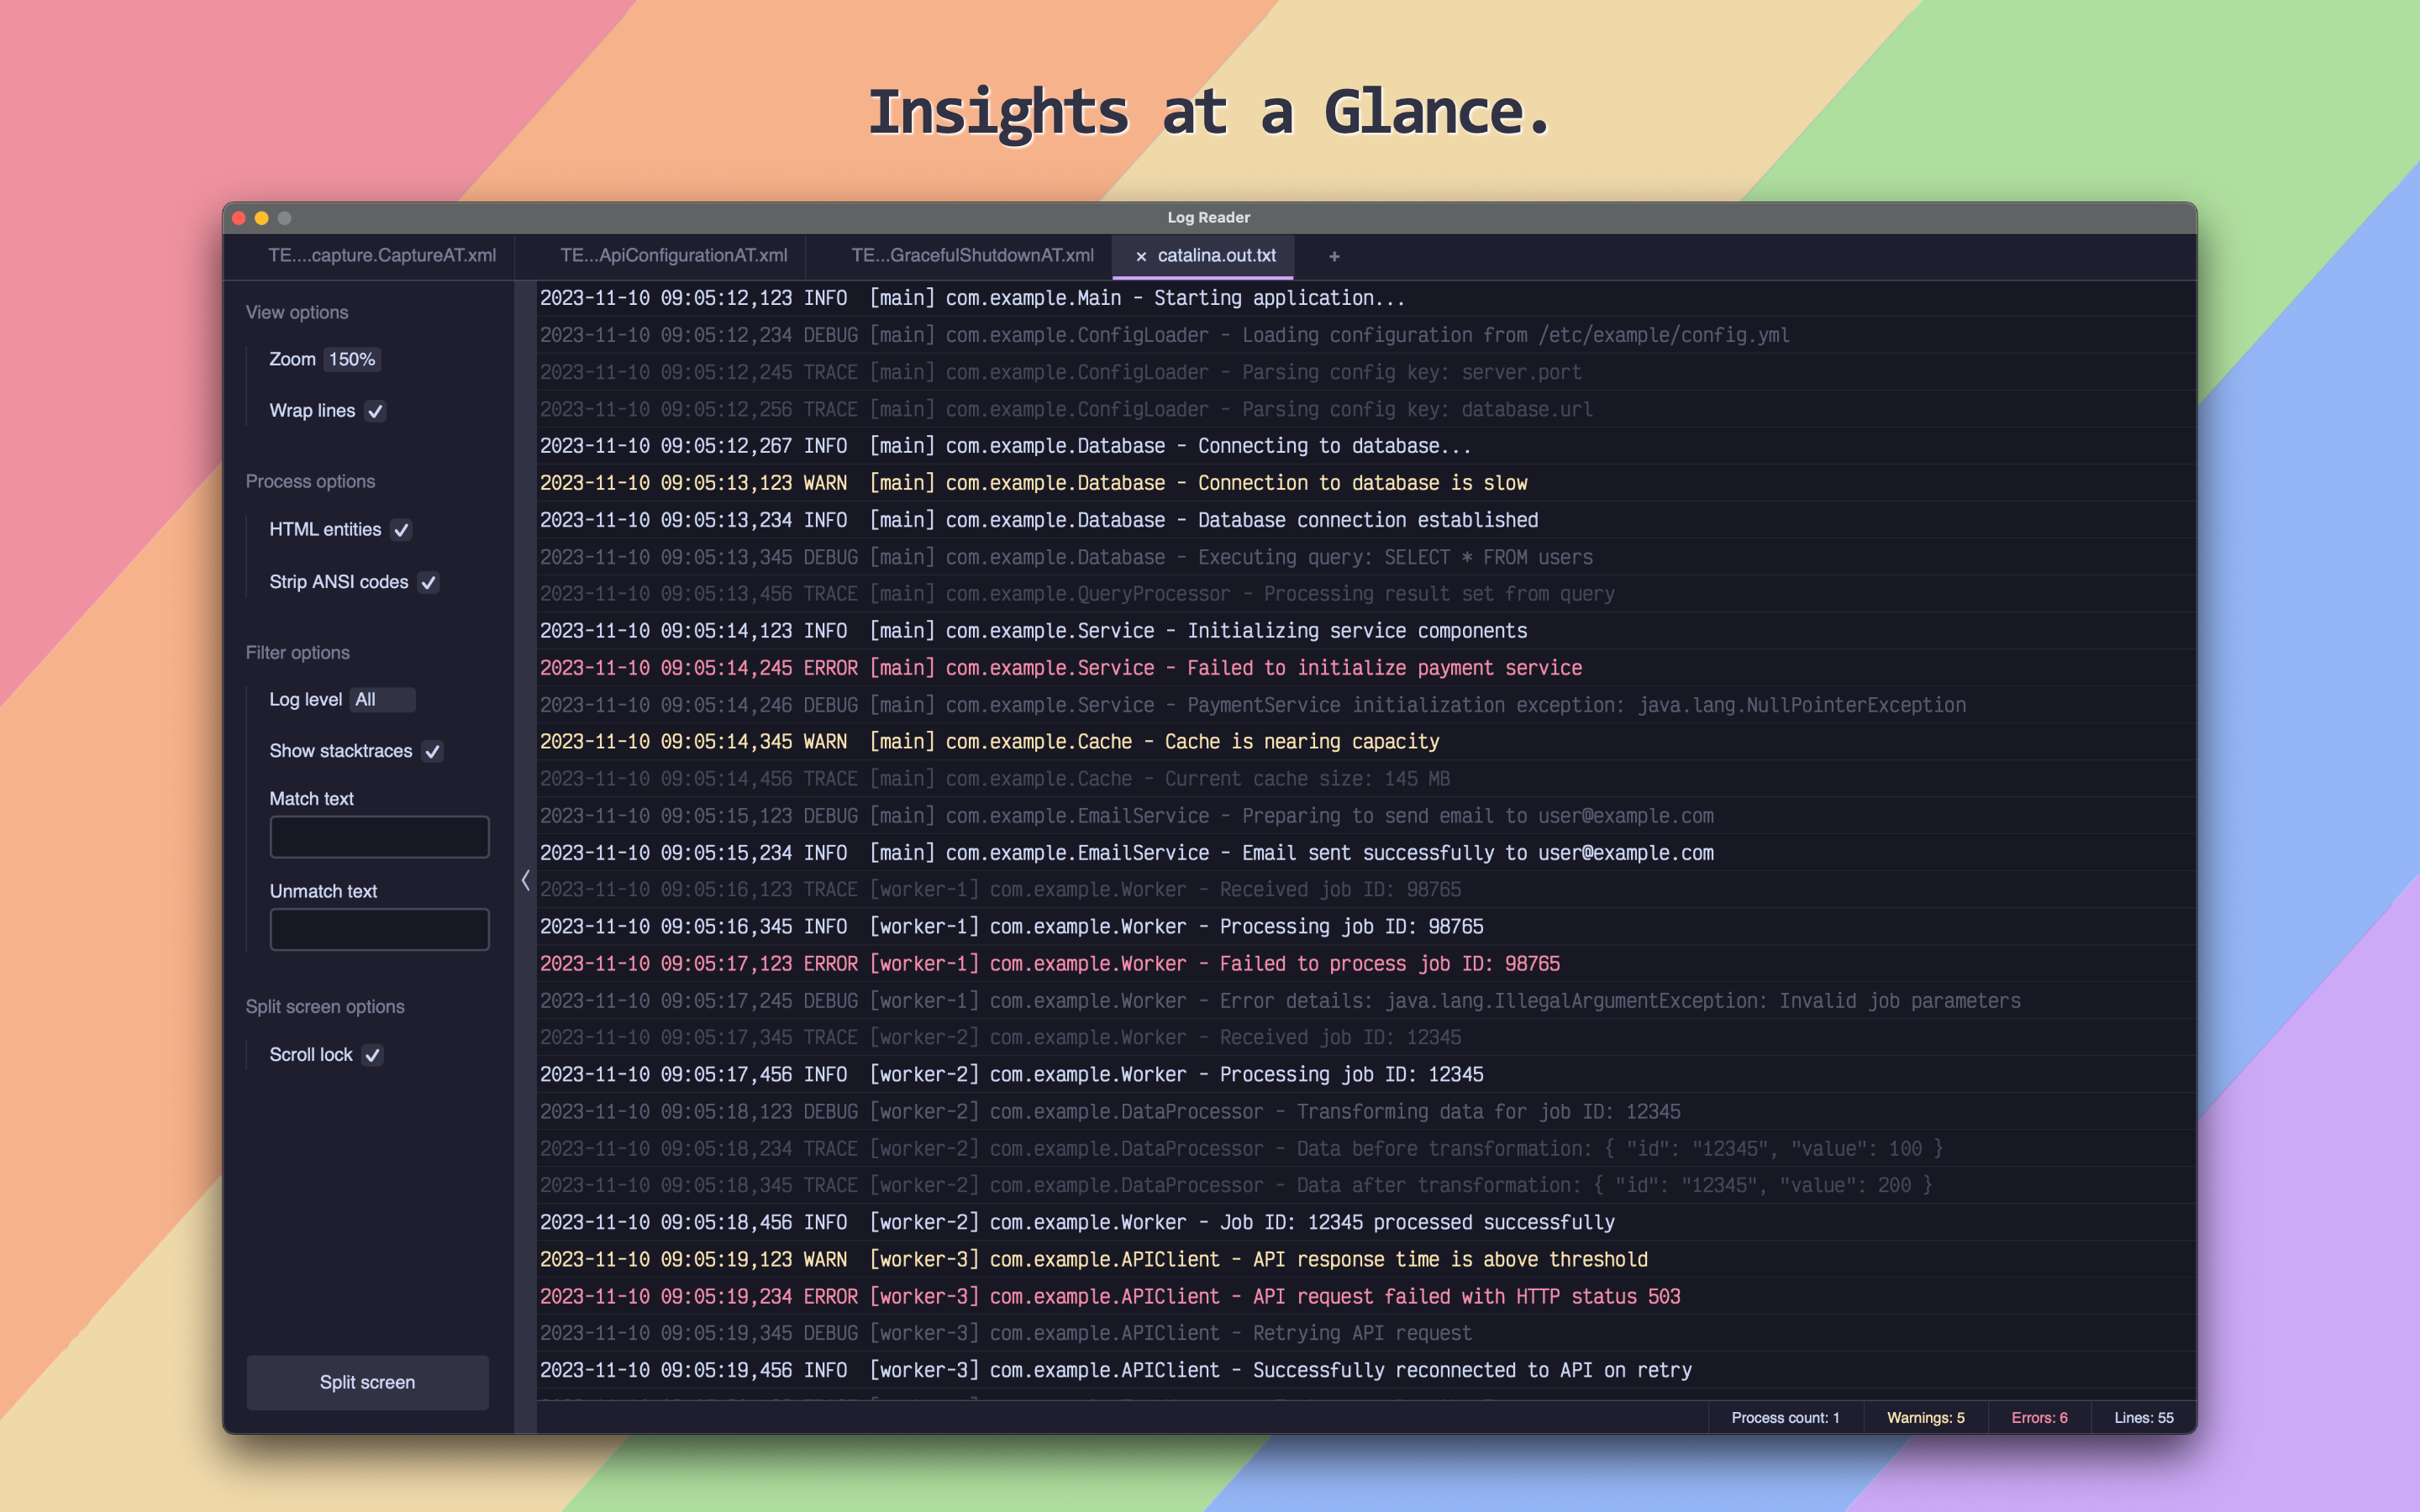 Insights at a Glance.
Log Reader
TE....capture.CaptureAT.xml
TE...ApiConfigurationAT.xml
TE...GracefulShutdownAT.xml
× catalina.out.txt
+
View options
Zoom 150%
Wrap lines
Process options
HTML entities
Strip ANSI codes
Filter options
Log level All
Show stacktraces
Match text
Unmatch text
Split screen options
Scroll lock
Split screen
2023-11-10 09:05:12,123 INFO  [main] com.example.Main - Starting application...
2023-11-10 09:05:12,234 DEBUG [main] com.example.ConfigLoader - Loading configuration from /etc/example/config.yml
2023-11-10 09:05:12,245 TRACE [main] com.example.ConfigLoader - Parsing config key: server.port
2023-11-10 09:05:12,256 TRACE [main] com.example.ConfigLoader - Parsing config key: database.url
2023-11-10 09:05:12,267 INFO  [main] com.example.Database - Connecting to database...
2023-11-10 09:05:13,123 WARN  [main] com.example.Database - Connection to database is slow
2023-11-10 09:05:13,234 INFO  [main] com.example.Database - Database connection established
2023-11-10 09:05:13,345 DEBUG [main] com.example.Database - Executing query: SELECT * FROM users
2023-11-10 09:05:13,456 TRACE [main] com.example.QueryProcessor - Processing result set from query
2023-11-10 09:05:14,123 INFO  [main] com.example.Service - Initializing service components
2023-11-10 09:05:14,245 ERROR [main] com.example.Service - Failed to initialize payment service
2023-11-10 09:05:14,246 DEBUG [main] com.example.Service - PaymentService initialization exception: java.lang.NullPointerException
2023-11-10 09:05:14,345 WARN  [main] com.example.Cache - Cache is nearing capacity
2023-11-10 09:05:14,456 TRACE [main] com.example.Cache - Current cache size: 145 MB
2023-11-10 09:05:15,123 DEBUG [main] com.example.EmailService - Preparing to send email to user@example.com
2023-11-10 09:05:15,234 INFO  [main] com.example.EmailService - Email sent successfully to user@example.com
2023-11-10 09:05:16,123 TRACE [worker-1] com.example.Worker - Received job ID: 98765
2023-11-10 09:05:16,345 INFO  [worker-1] com.example.Worker - Processing job ID: 98765
2023-11-10 09:05:17,123 ERROR [worker-1] com.example.Worker - Failed to process job ID: 98765
2023-11-10 09:05:17,245 DEBUG [worker-1] com.example.Worker - Error details: java.lang.IllegalArgumentException: Invalid job parameters
2023-11-10 09:05:17,345 TRACE [worker-2] com.example.Worker - Received job ID: 12345
2023-11-10 09:05:17,456 INFO  [worker-2] com.example.Worker - Processing job ID: 12345
2023-11-10 09:05:18,123 DEBUG [worker-2] com.example.DataProcessor - Transforming data for job ID: 12345
2023-11-10 09:05:18,234 TRACE [worker-2] com.example.DataProcessor - Data before transformation: { "id": "12345", "value": 100 }
2023-11-10 09:05:18,345 TRACE [worker-2] com.example.DataProcessor - Data after transformation: { "id": "12345", "value": 200 }
2023-11-10 09:05:18,456 INFO  [worker-2] com.example.Worker - Job ID: 12345 processed successfully
2023-11-10 09:05:19,123 WARN  [worker-3] com.example.APIClient - API response time is above threshold
2023-11-10 09:05:19,234 ERROR [worker-3] com.example.APIClient - API request failed with HTTP status 503
2023-11-10 09:05:19,345 DEBUG [worker-3] com.example.APIClient - Retrying API request
2023-11-10 09:05:19,456 INFO  [worker-3] com.example.APIClient - Successfully reconnected to API on retry
Process count: 1
Warnings: 5
Errors: 6
Lines: 55